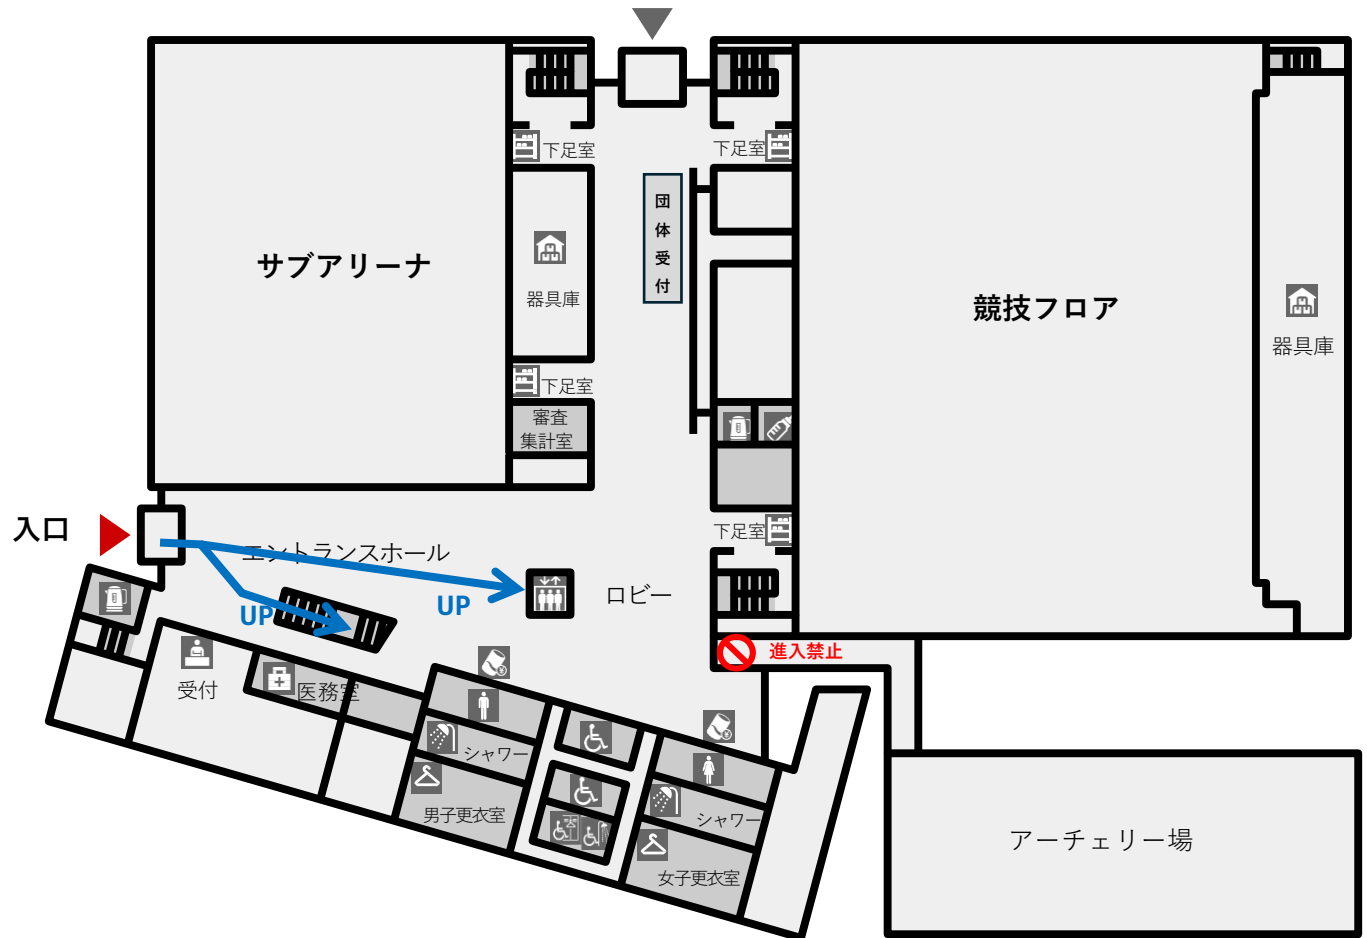 下足室
下足室
団体受付
サブアリーナ
器具庫
競技フロア
器具庫
下足室
審査
集計室
入口
下足室
エントランスホール
UP
UP
ロビー
進入禁止
受付
医務室
シャワー
男子更衣室
シャワー
女子更衣室
アーチェリー場